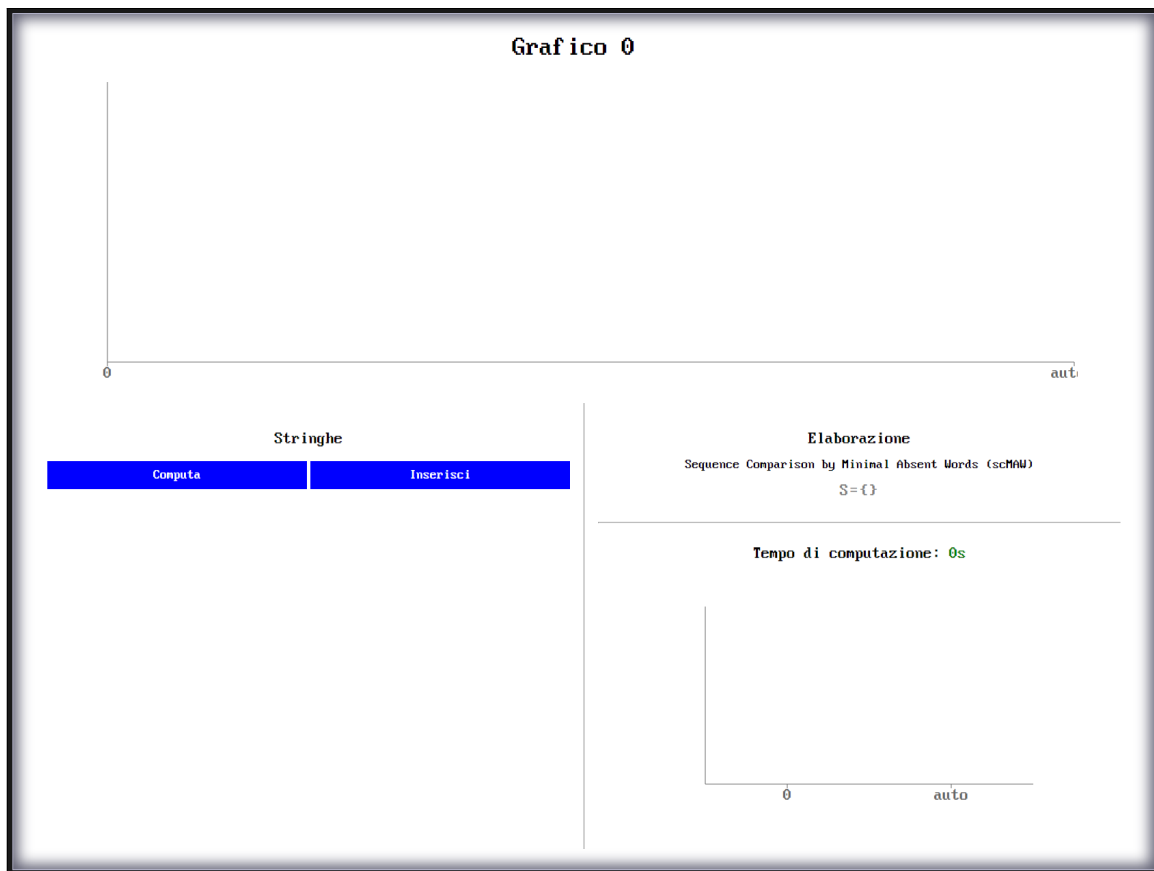 Grafico 0
0
auto
Stringhe
Computa
Inserisci
Elaborazione
Sequence Comparison by Minimal Absent Words (scMAW)
S={}
Tempo di computazione: 0s
0
auto